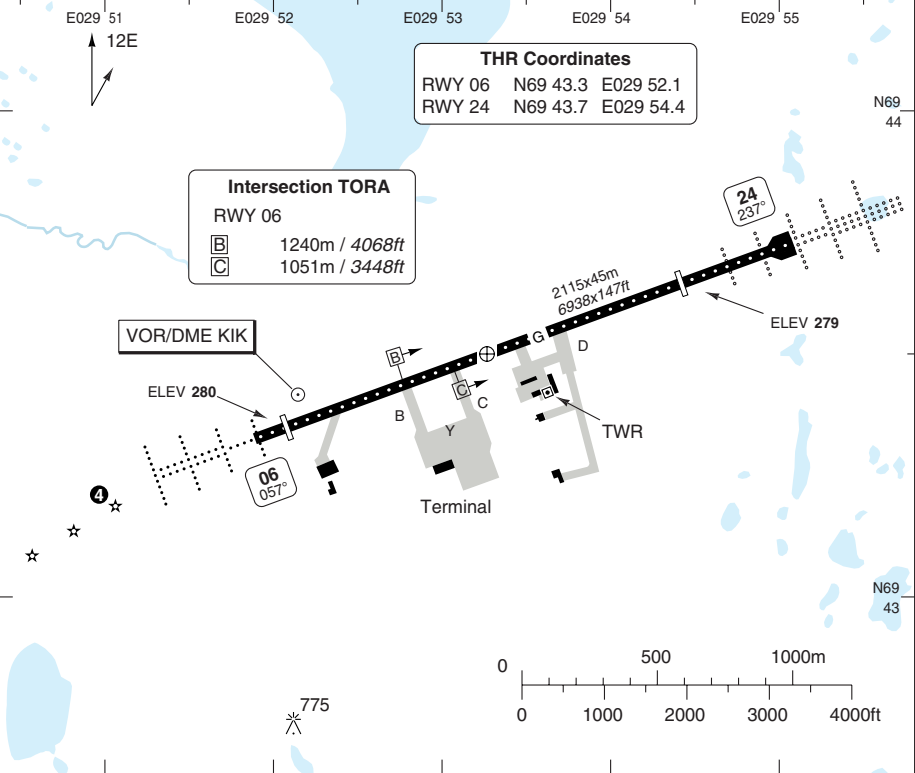 E029 51
E029 52
E029 53
E029 54
E029 55
12E
THR Coordinates
RWY 06 N69 43.3 E029 52.1
RWY 24 N69 43.7 E029 54.4
N69
44
Intersection TORA
RWY 06
B 1240m / 4068ft
C 1051m / 3448ft
24
237°
2115x45m
6938x147ft
ELEV 279
VOR/DME KIK
B
G
D
ELEV 280
C
B
C
Y
TWR
06
057°
4
Terminal
N69
43
0 500 1000m
0 1000 2000 3000 4000ft
775